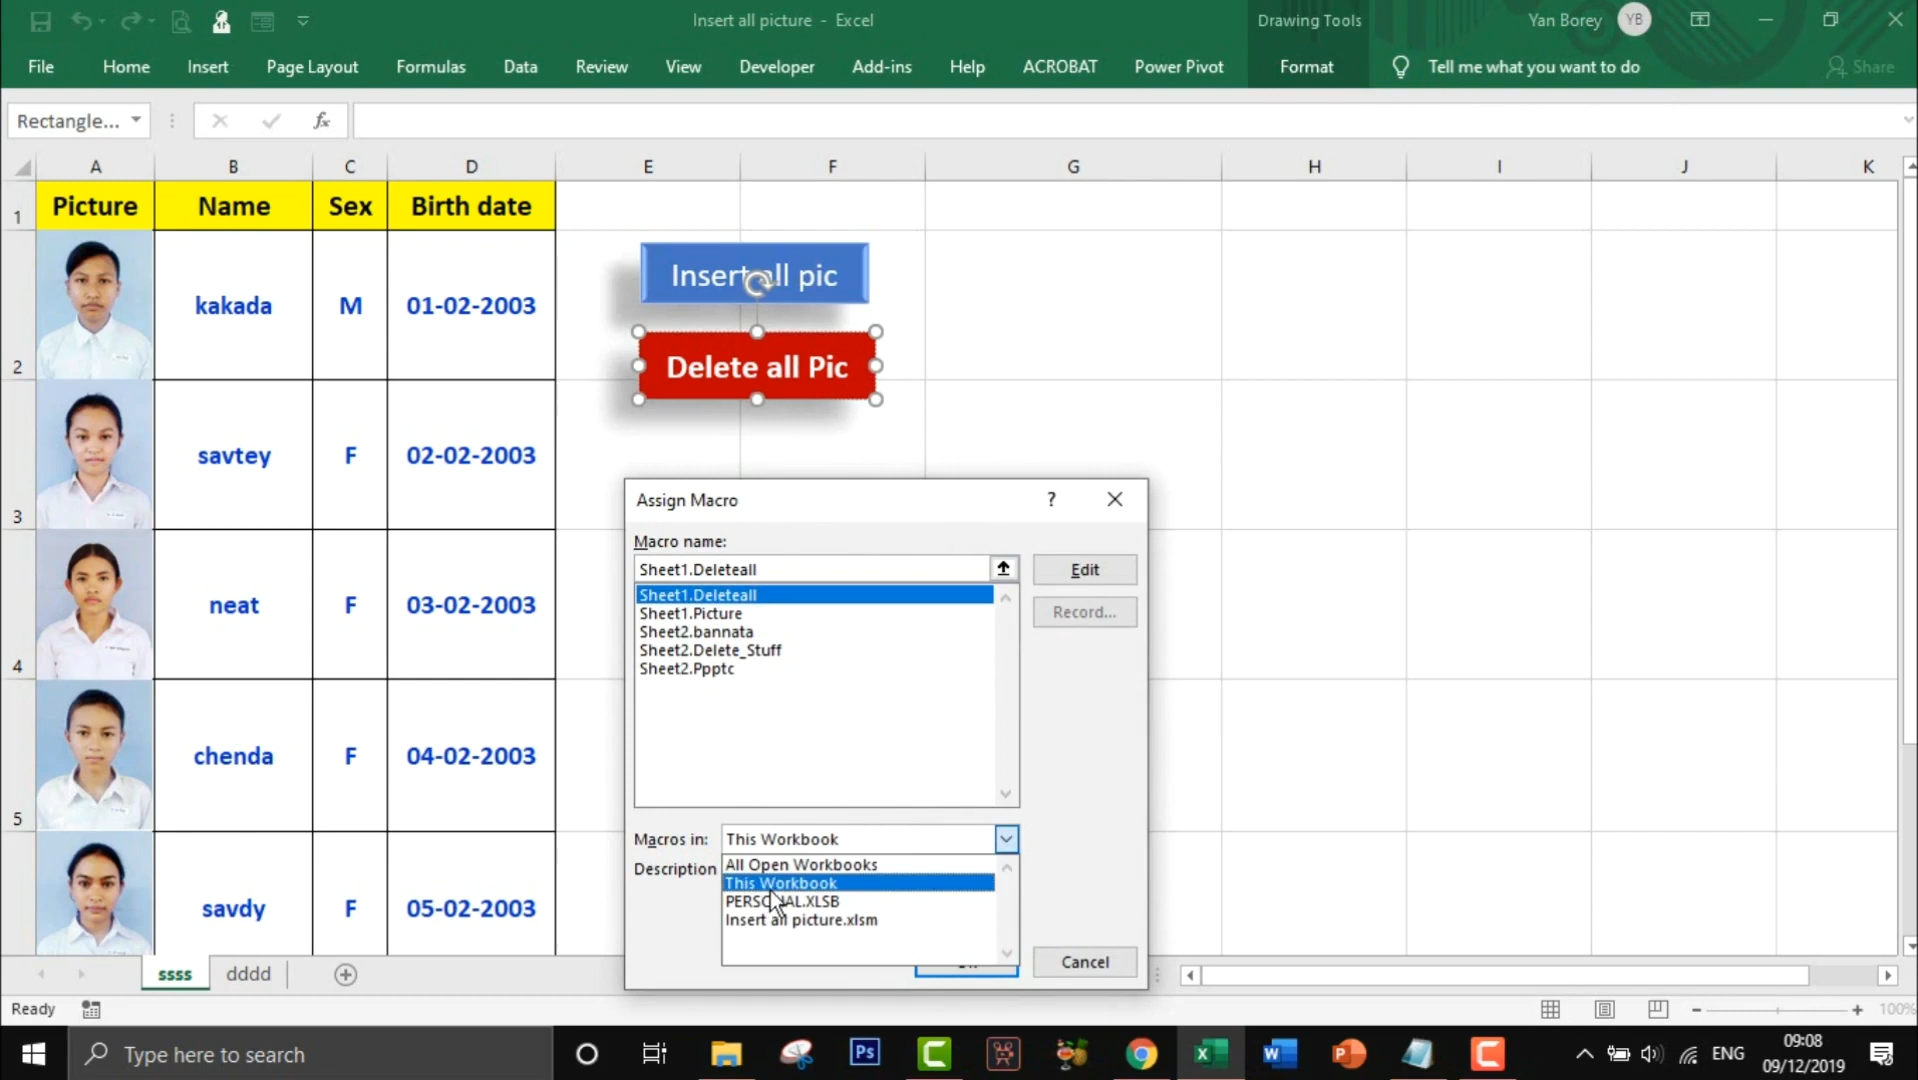 Insert all picture - Excel
Drawing Tools
Yan Borey
YB
File Home Insert Page Layout Formulas Data Review View Developer Add-ins Help ACROBAT Power Pivot Format Tell me what you want to do Share
Rectangle... fx
A B C D E F G H I J K
1 Picture Name Sex Birth date
2 kakada M 01-02-2003
Insert all pic
Delete all Pic
3 savtey F 02-02-2003
4 neat F 03-02-2003
5 chenda F 04-02-2003
savdy F 05-02-2003
Assign Macro ?
Macro name:
Sheet1.Deleteall
Edit
Sheet1.Deleteall
Record...
Sheet1.Picture
Sheet2.bannata
Sheet2.Delete_Stuff
Sheet2.Ppptc
Macros in: This Workbook
Description
All Open Workbooks
This Workbook
PERSONAL.XLSB
Insert all picture.xlsm
Cancel
ssss dddd
Ready
100%
Type here to search
Ps
ENG
09:08
09/12/2019